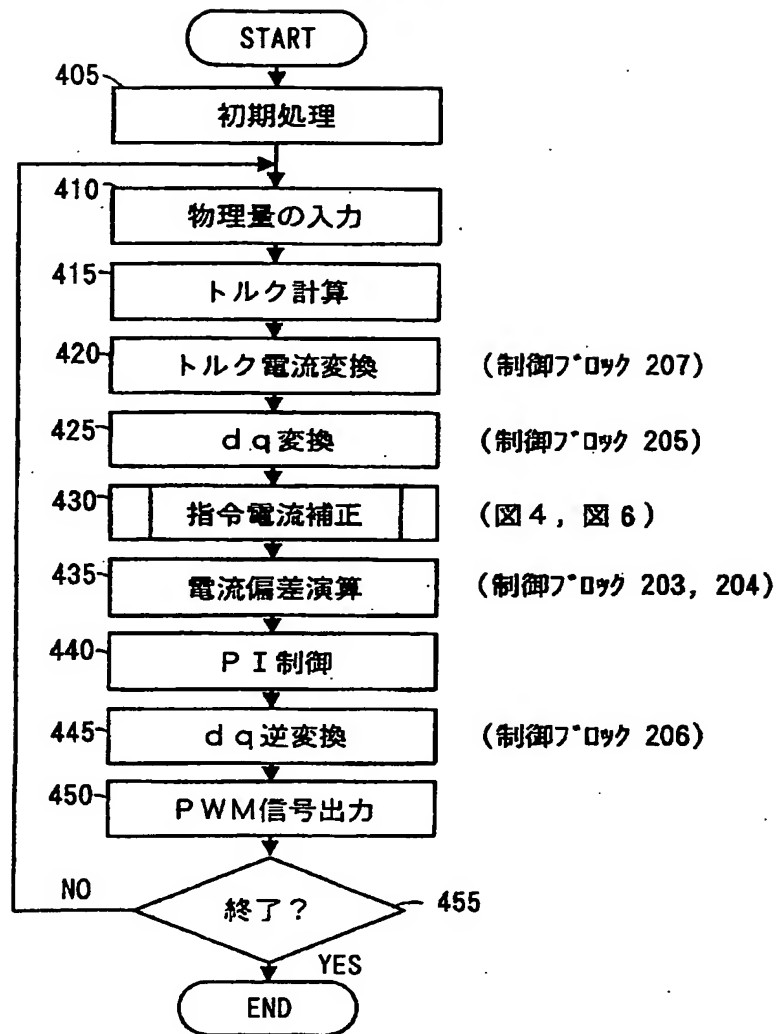 START
405
初期処理
410
物理量の入力
415
トルク計算
420
トルク電流変換 (制御ブロック 207)
425
dq変換 (制御ブロック 205)
430
指令電流補正 (図4, 図6)
435
電流偏差演算 (制御ブロック 203, 204)
440
PI制御
445
dq逆変換 (制御ブロック 206)
450
PWM信号出力
NO
終了?
455
YES
END